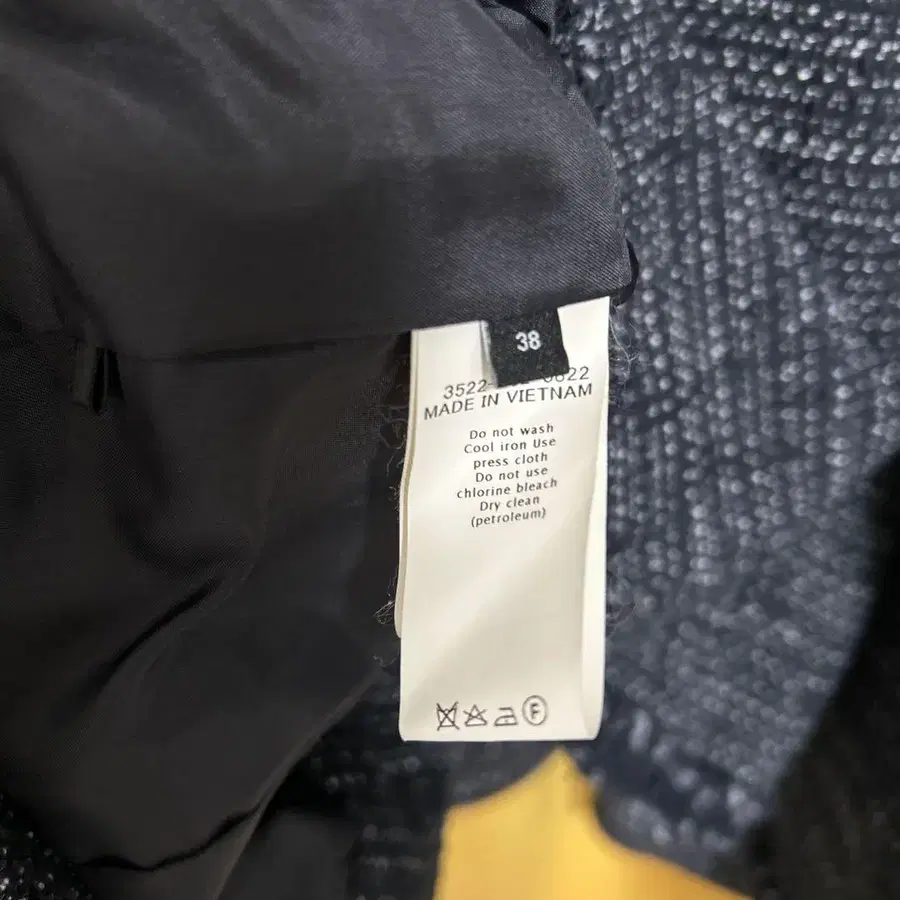 38
3522- 0822
MADE IN VIETNAM
Do not wash
Cool iron Use
press cloth
Do not use
chlorine bleach
Dry clean
(petroleum)
F